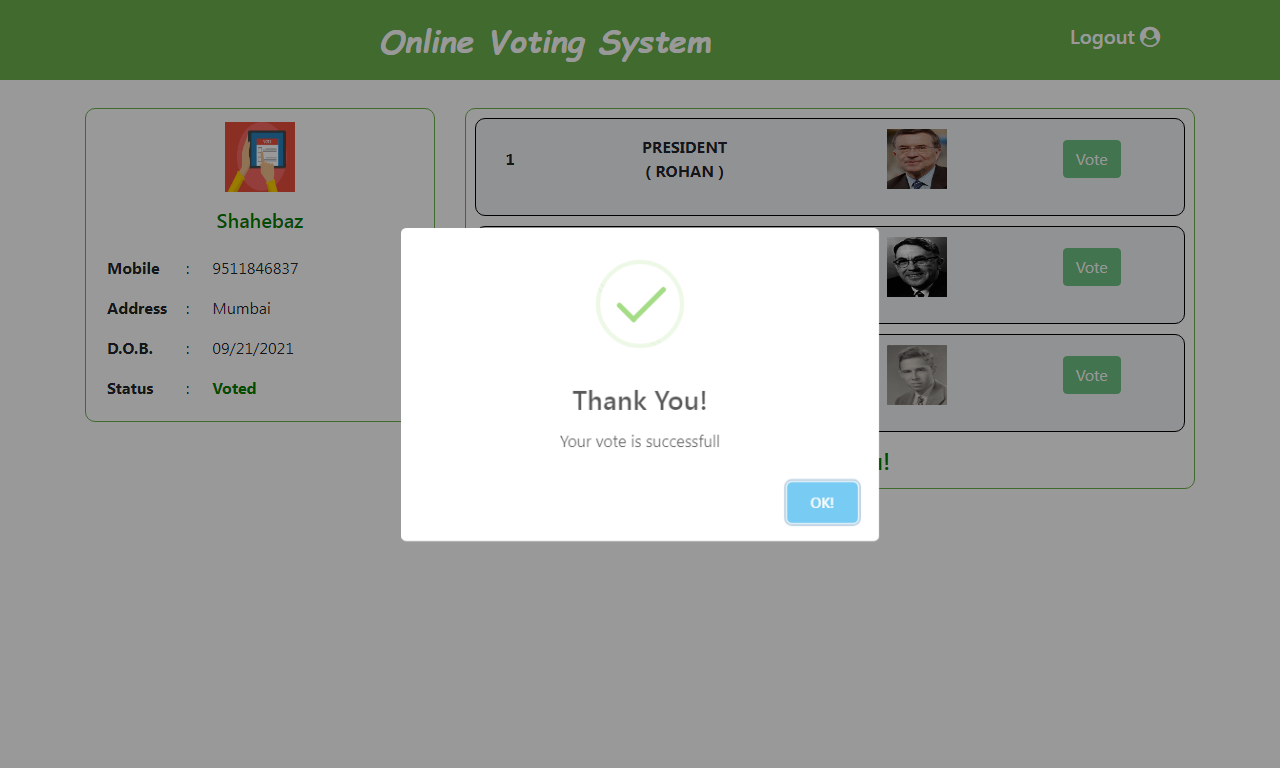 Online Voting System
Logout
Shahebaz
Mobile : 9511846837
Address : Mumbai
D.O.B. : 09/21/2021
Status : Voted
1 PRESIDENT Vote
( ROHAN )
Vote
Vote
Thank You!
Your vote is successfull
OK!